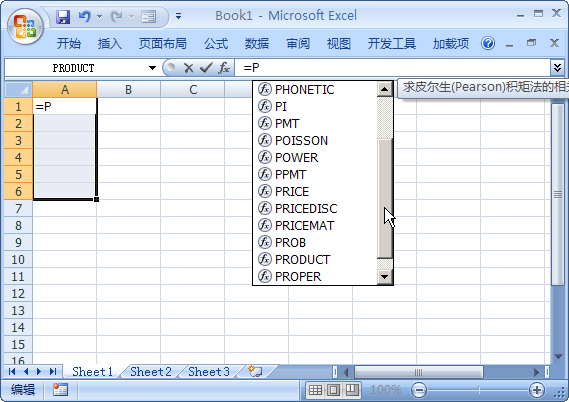 Book1 - Microsoft Excel
开始 插入 页面布局 公式 数据 审阅 视图 开发工具 加载项
PRODUCT =P
求皮尔生(Pearson)积矩法的相
A B C
1 =P
2
3
4
5
6
7
8
9
10
11
12
13
14
15
16
PHONETIC
PI
PMT
POISSON
POWER
PPMT
PRICE
PRICEDISC
PRICEMAT
PROB
PRODUCT
PROPER
Sheet1 Sheet2 Sheet3
编辑 100%